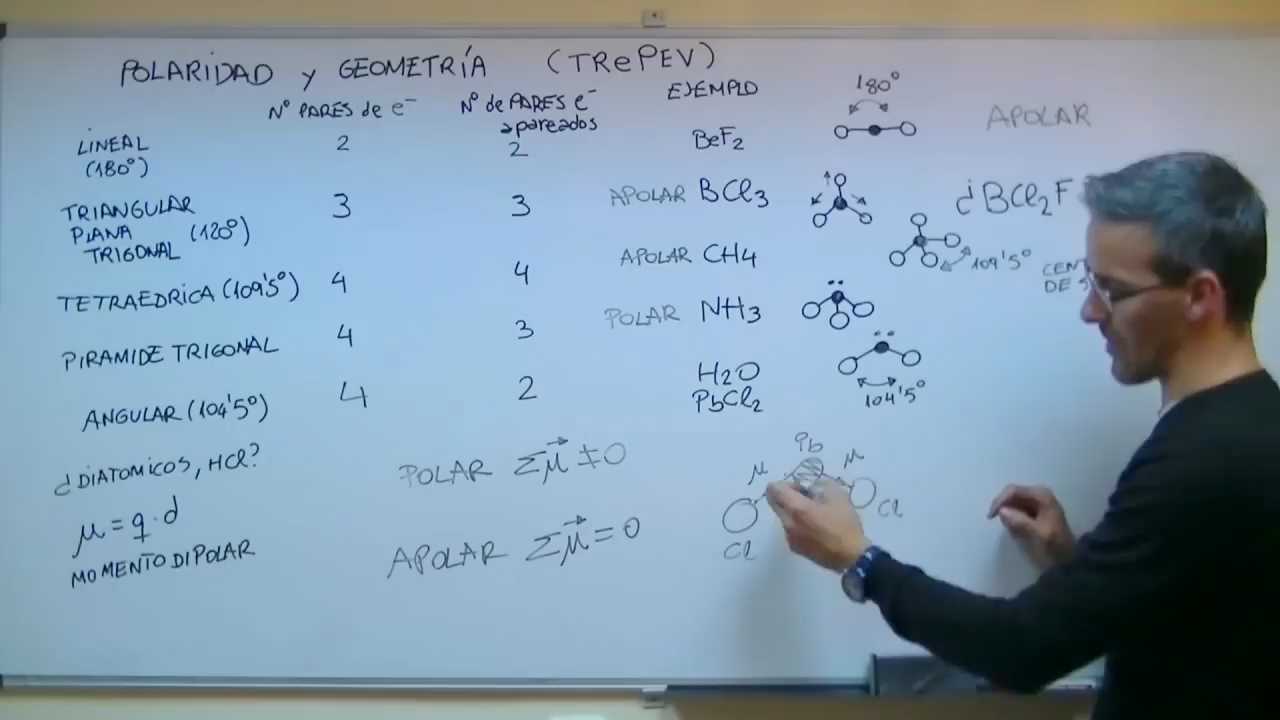 POLARIDAD y GEOMETRÍA (TRePEV)
Nº PARES de e⁻ Nº de PARES e⁻ apareados EJEMPLO
LINEAL (180°) 2 2 BeF₂ 180° APOLAR
TRIANGULAR PLANA TRIGONAL (120°) 3 3 APOLAR BCl₃ ¿BCl₂F
TETRAEDRICA (109'5°) 4 4 APOLAR CH₄ 109'5°
DE
PIRAMIDE TRIGONAL 4 3 POLAR NH₃
ANGULAR (104'5°) 4 2 H₂O PbCl₂ 104'5°
¿DIATOMICOS, HCl?
μ = q · d
MOMENTO DIPOLAR
POLAR Σμ⃗ ≠ 0
APOLAR Σμ⃗ = 0
Pb
μ μ
Cl Cl